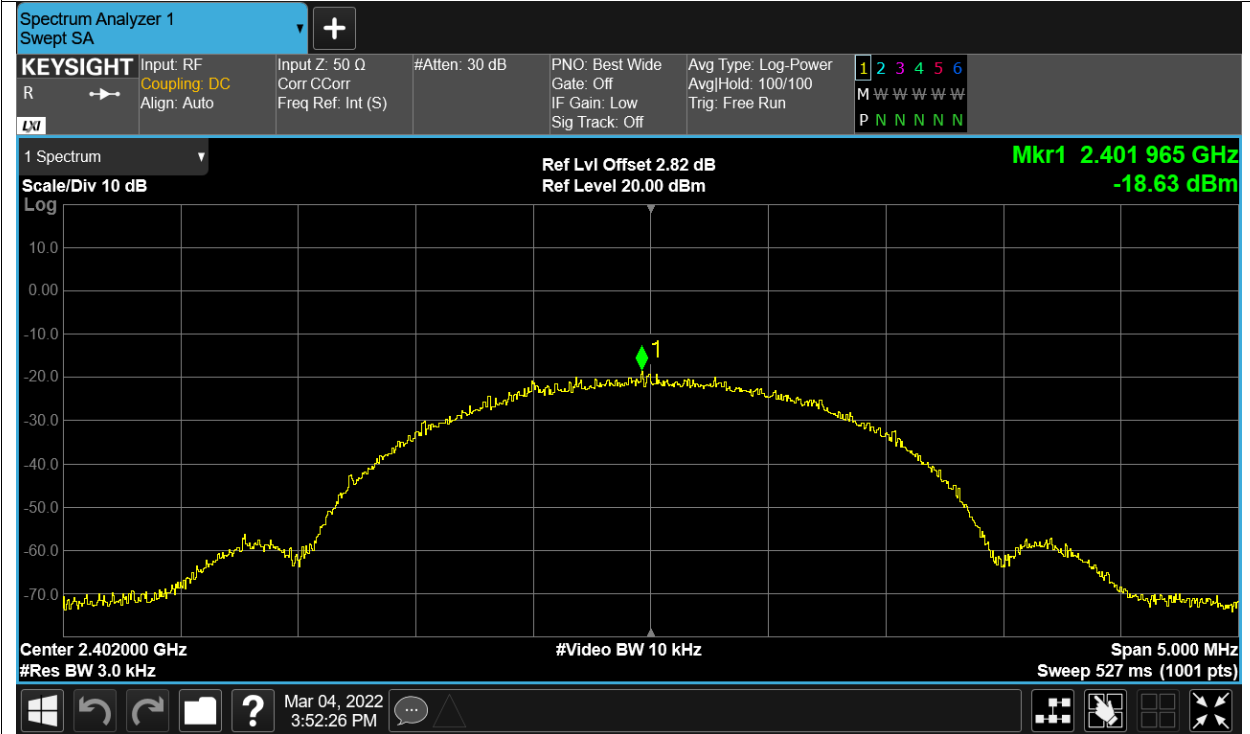 Spectrum Analyzer 1
Swept SA
KEYSIGHT
R
LXI
Input: RF
Coupling: DC
Align: Auto
Input Z: 50 Ω
Corr CCorr
Freq Ref: Int (S)
#Atten: 30 dB
PNO: Best Wide
Gate: Off
IF Gain: Low
Sig Track: Off
Avg Type: Log-Power
Avg|Hold: 100/100
Trig: Free Run
1 2 3 4 5 6
M W W W W W
P N N N N N
1 Spectrum
Scale/Div 10 dB
Ref Lvl Offset 2.82 dB
Ref Level 20.00 dBm
Mkr1 2.401 965 GHz
-18.63 dBm
Log
10.0
0.00
-10.0
1
-20.0
-30.0
-40.0
-50.0
-60.0
-70.0
Center 2.402000 GHz
#Res BW 3.0 kHz
#Video BW 10 kHz
Span 5.000 MHz
Sweep 527 ms (1001 pts)
?
Mar 04, 2022
3:52:26 PM